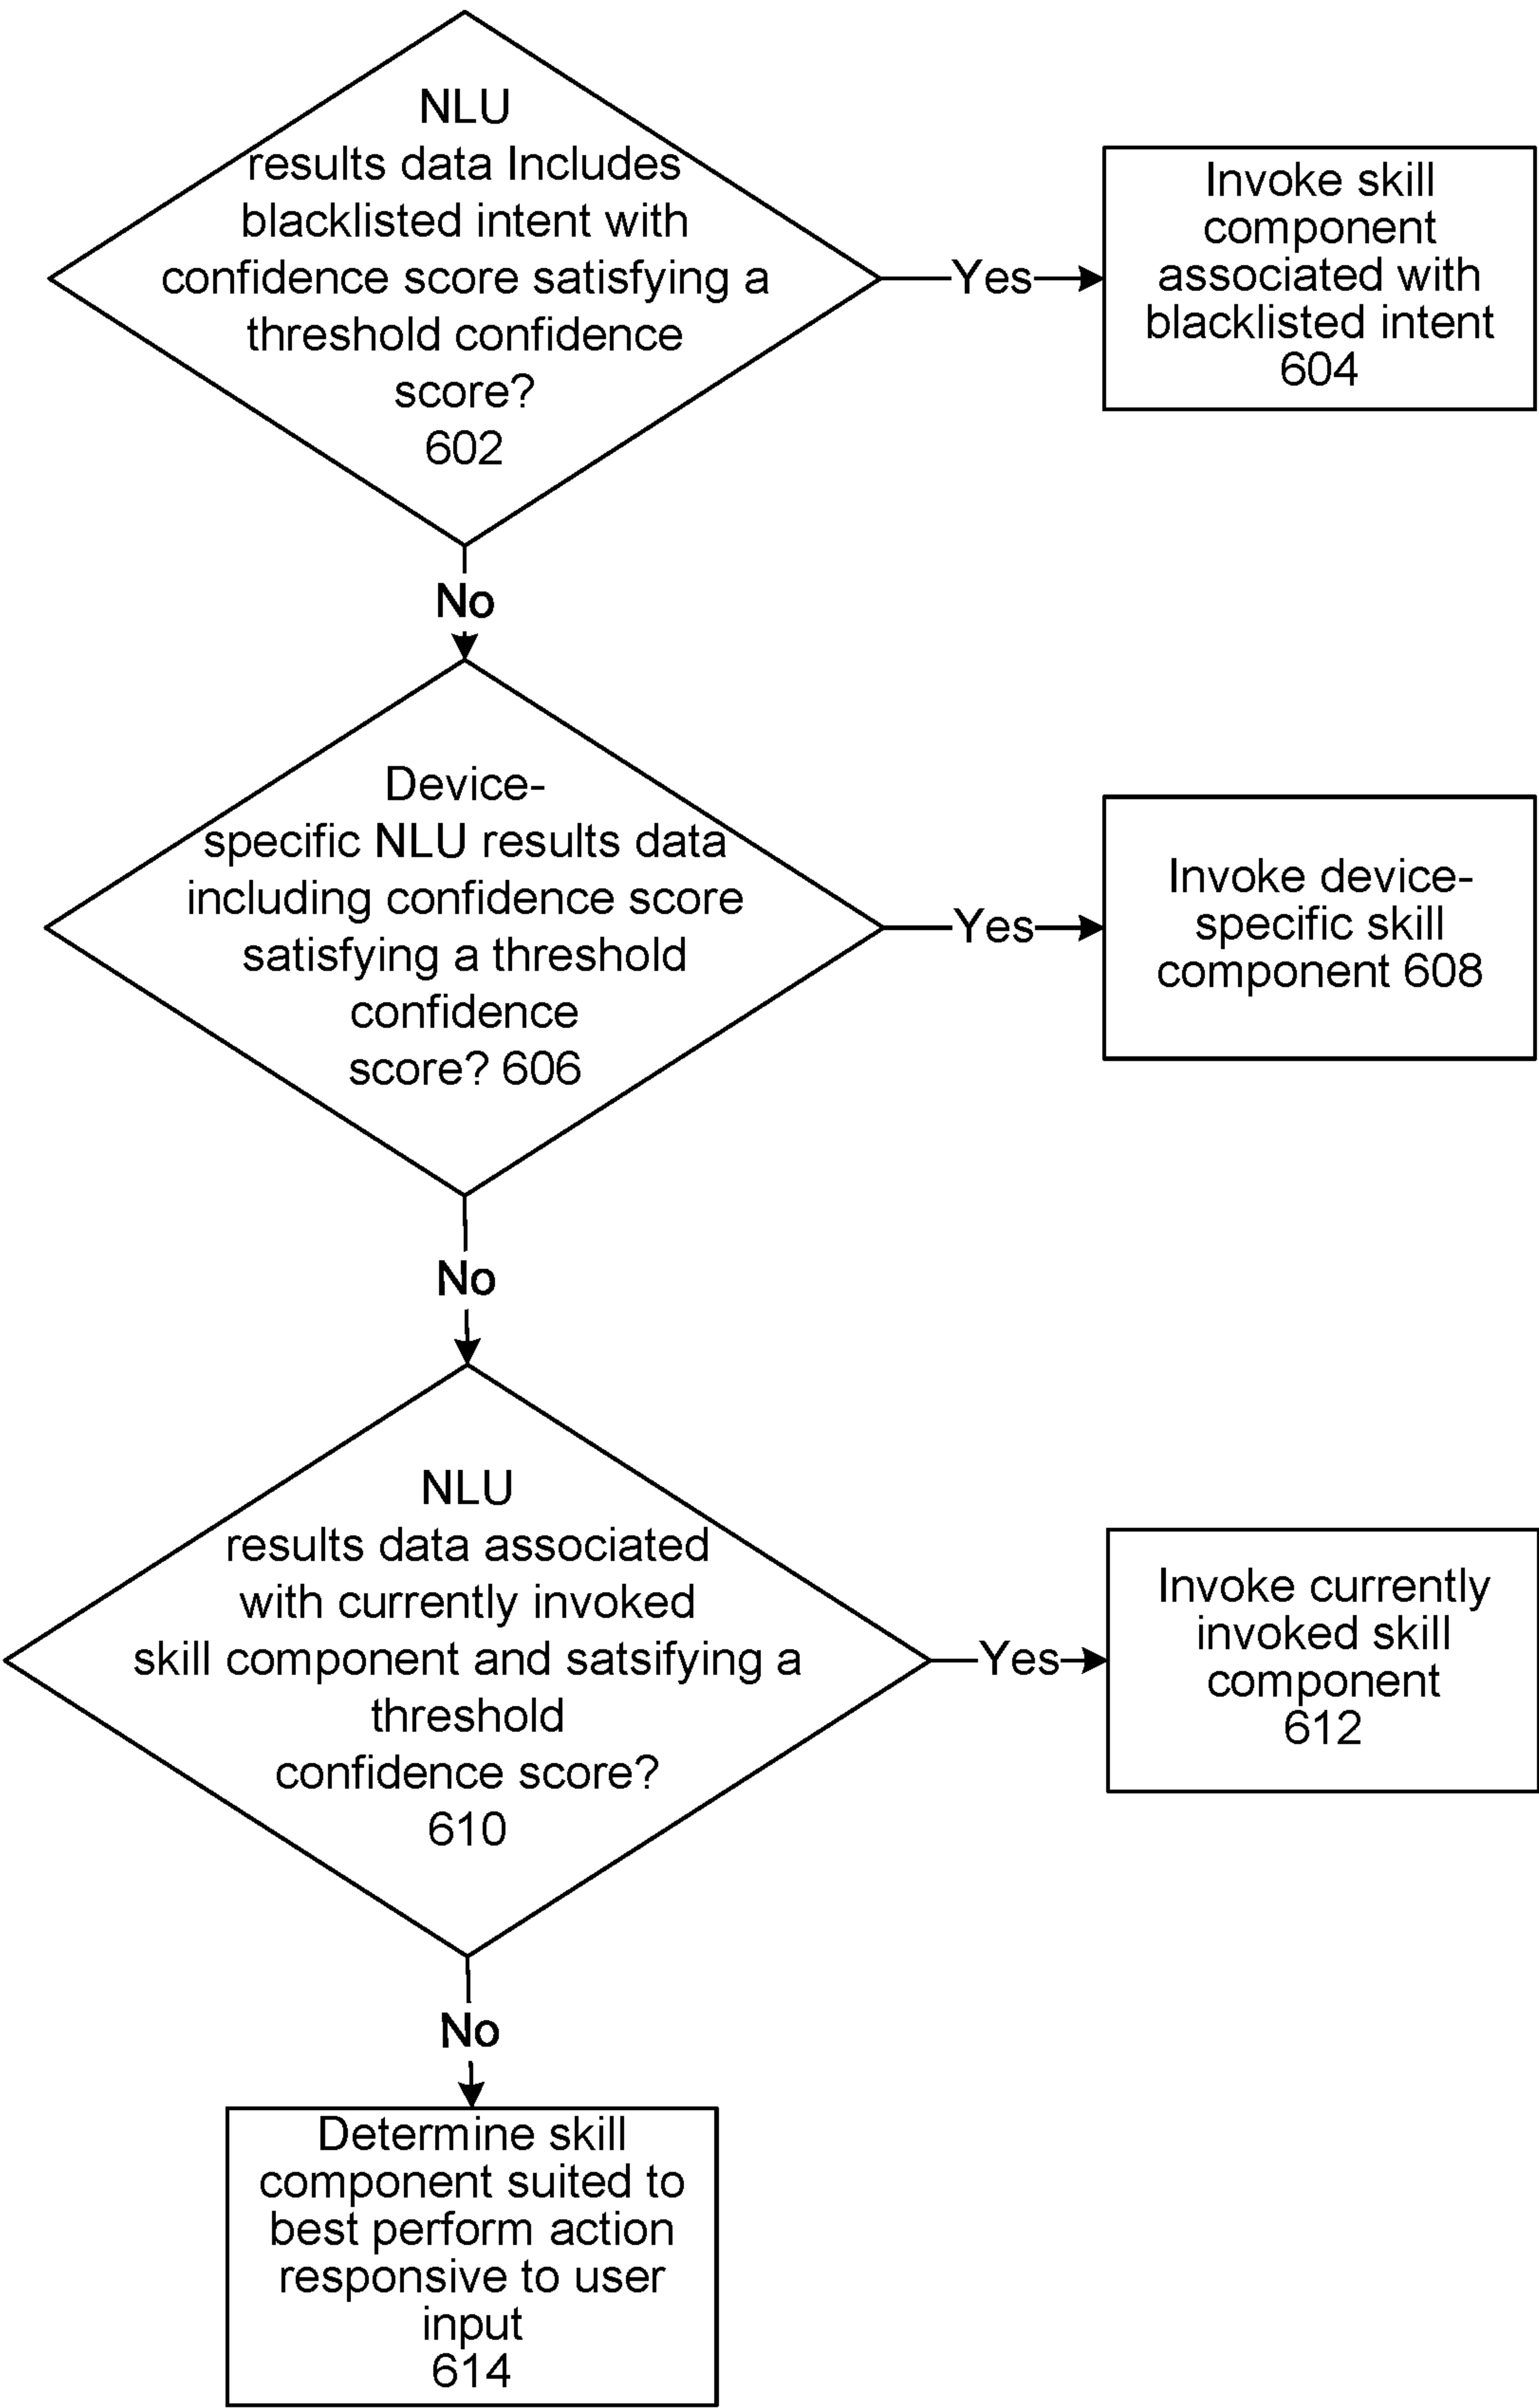 NLU
results data Includes
blacklisted intent with
confidence score satisfying a
threshold confidence
score?
602
Yes
Invoke skill
component
associated with
blacklisted intent
604
No
Device-
specific NLU results data
including confidence score
satisfying a threshold
confidence
score? 606
Yes
Invoke device-
specific skill
component 608
No
NLU
results data associated
with currently invoked
skill component and satsifying a
threshold
confidence score?
610
Yes
Invoke currently
invoked skill
component
612
No
Determine skill
component suited to
best perform action
responsive to user
input
614